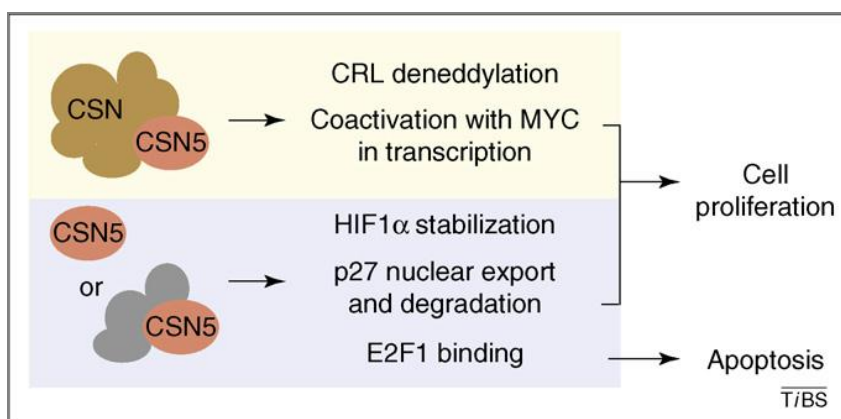 CSN
CSN5
CRL deneddylation
Coactivation with MYC
in transcription
Cell
proliferation
CSN5
or
CSN5
HIF1α stabilization
p27 nuclear export
and degradation
E2F1 binding
Apoptosis
TiBS